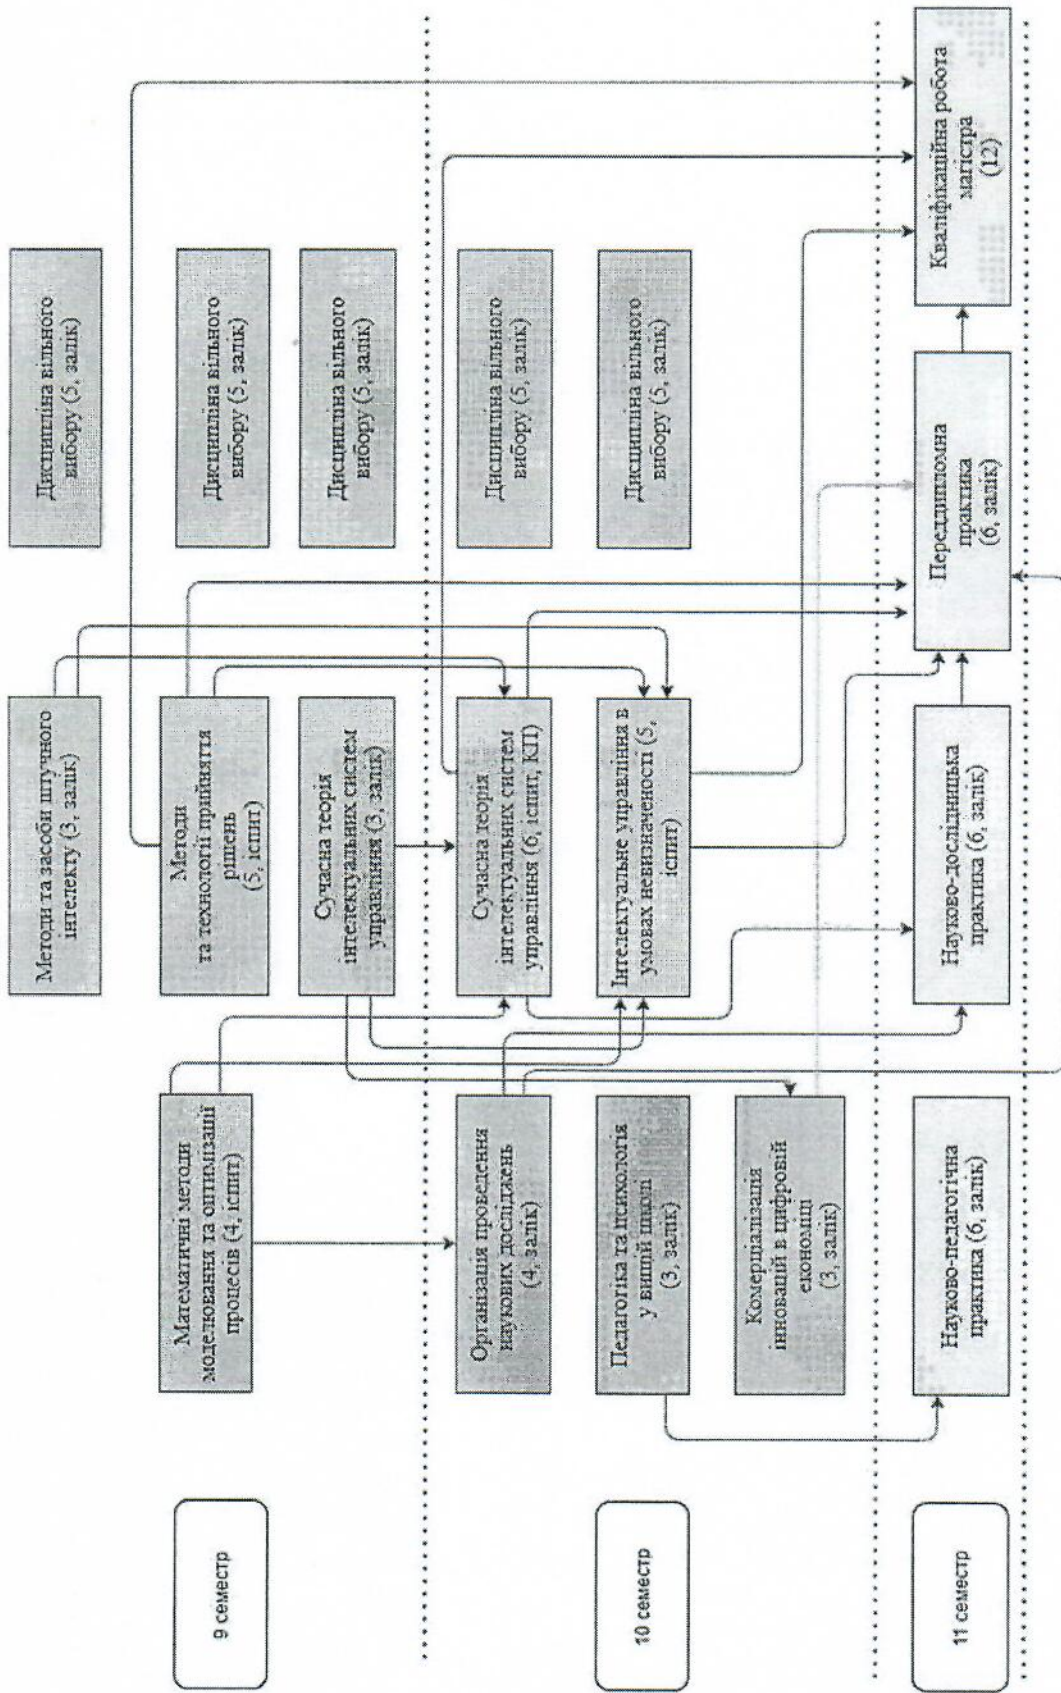 9 семестр
Математичні методи
моделювання та оптимізації
процесів (4, іспит)
Методи та засоби штучного
інтелекту (3, залік)
Методи
та технології прийняття
рішень
(5, іспит)
Сучасна теорія
інтелектуальних систем
управління (3, залік)
Дисципліна вільного
вибору (5, залік)
Дисципліна вільного
вибору (5, залік)
Дисципліна вільного
вибору (5, залік)
10 семестр
Організація проведення
наукових досліджень
(4, залік)
Педагогіка та психологія
у вищій школі
(3, залік)
Комерціалізація
інновацій в цифровій
економіці
(3, залік)
Сучасна теорія
інтелектуальних систем
управління (6, іспит, КП)
Інтелектуальне управління в
умовах невизначеності (5,
іспит)
Дисципліна вільного
вибору (5, залік)
Дисципліна вільного
вибору (5, залік)
11 семестр
Науково-педагогічна
практика (6, залік)
Науково-дослідницька
практика (6, залік)
Переддипломна
практика
(6, залік)
Кваліфікаційна робота
магістра
(12)